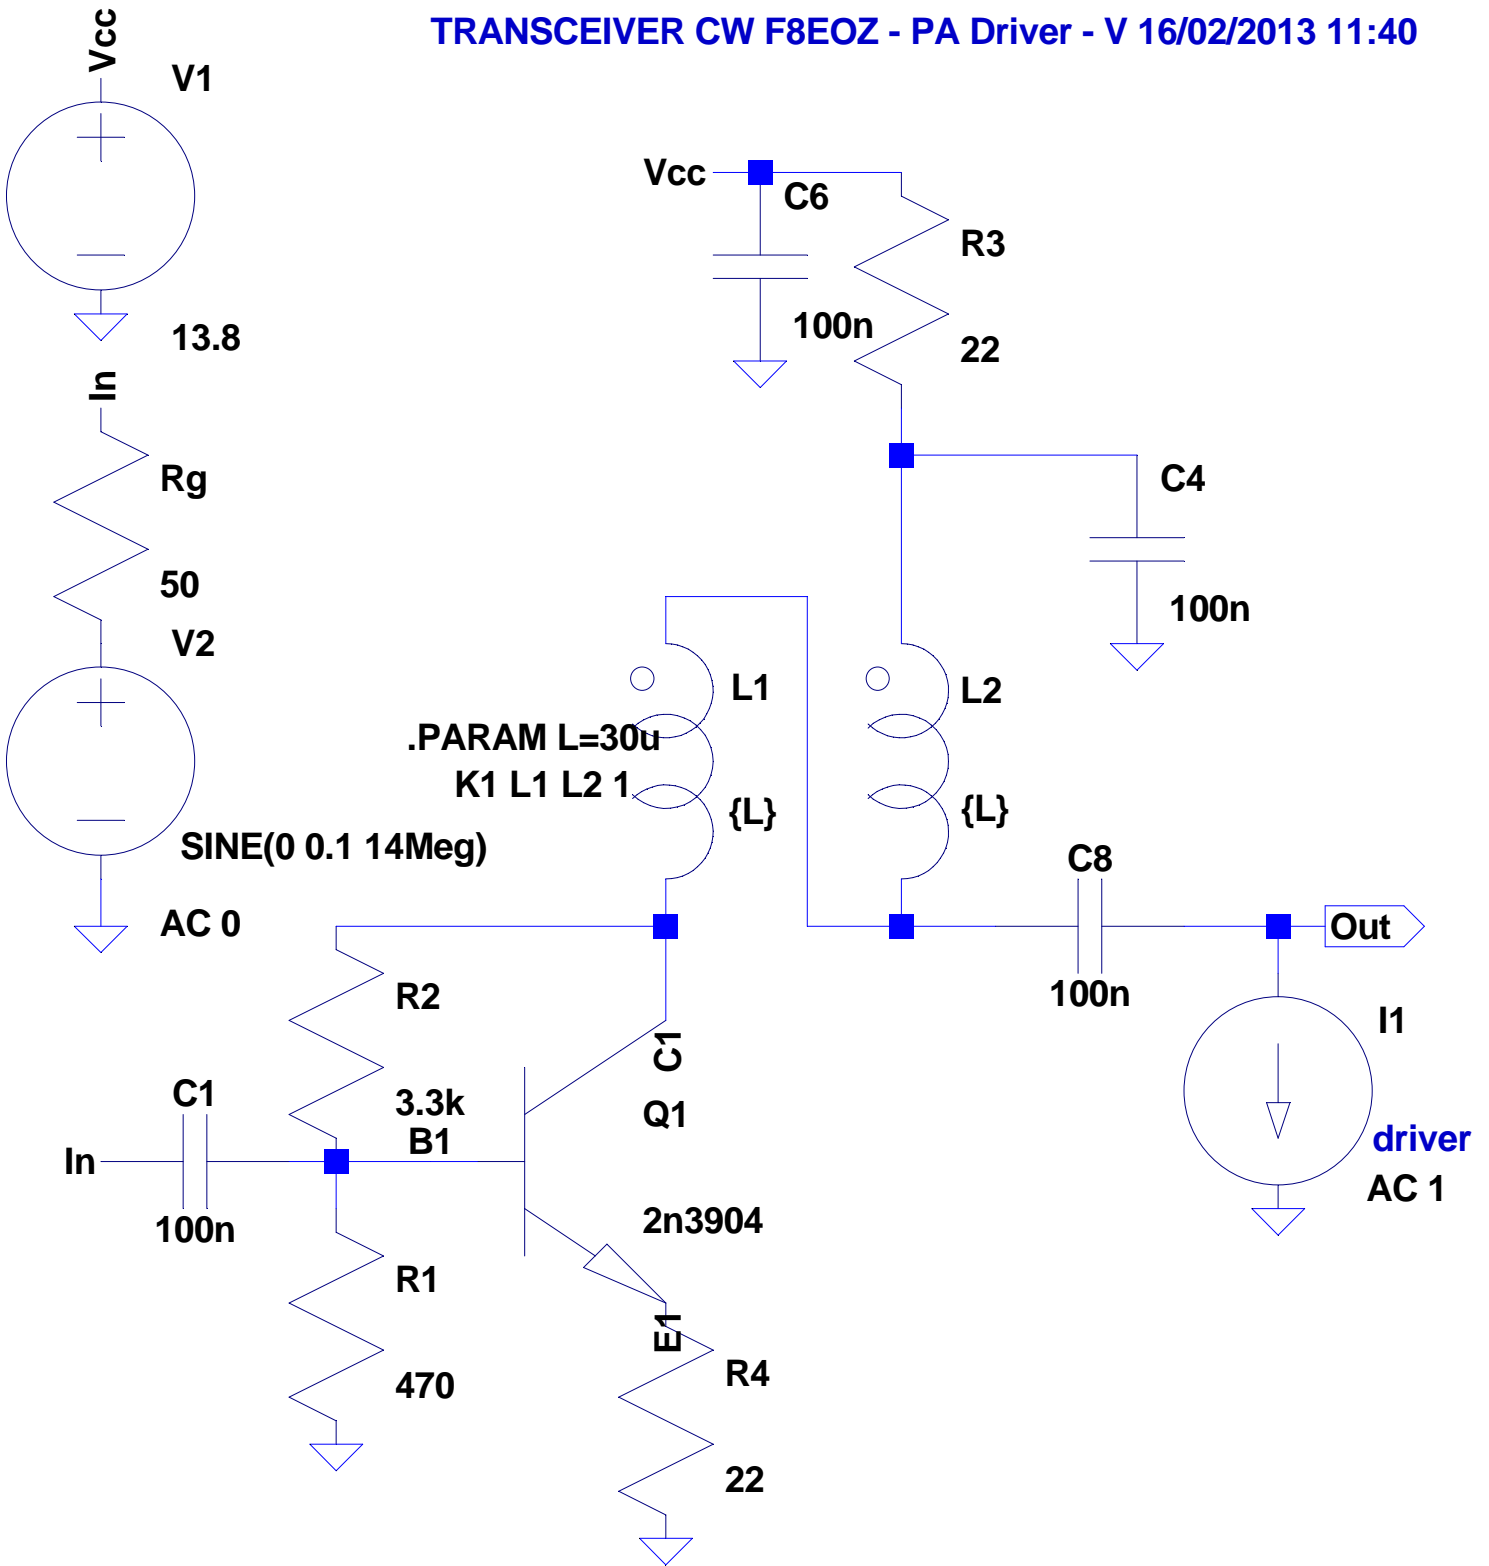 TRANSCEIVER CW F8EOZ - PA Driver - V 16/02/2013 11:40
Vcc
V1
13.8
In
Rg
50
V2
SINE(0 0.1 14Meg)
AC 0
Vcc
C6
100n
R3
22
C4
100n
L1
{L}
L2
{L}
.PARAM L=30u
K1 L1 L2 1
C8
100n
Out
I1
driver
AC 1
R2
3.3k
B1
C1
Q1
2n3904
E1
In
C1
100n
R1
470
R4
22